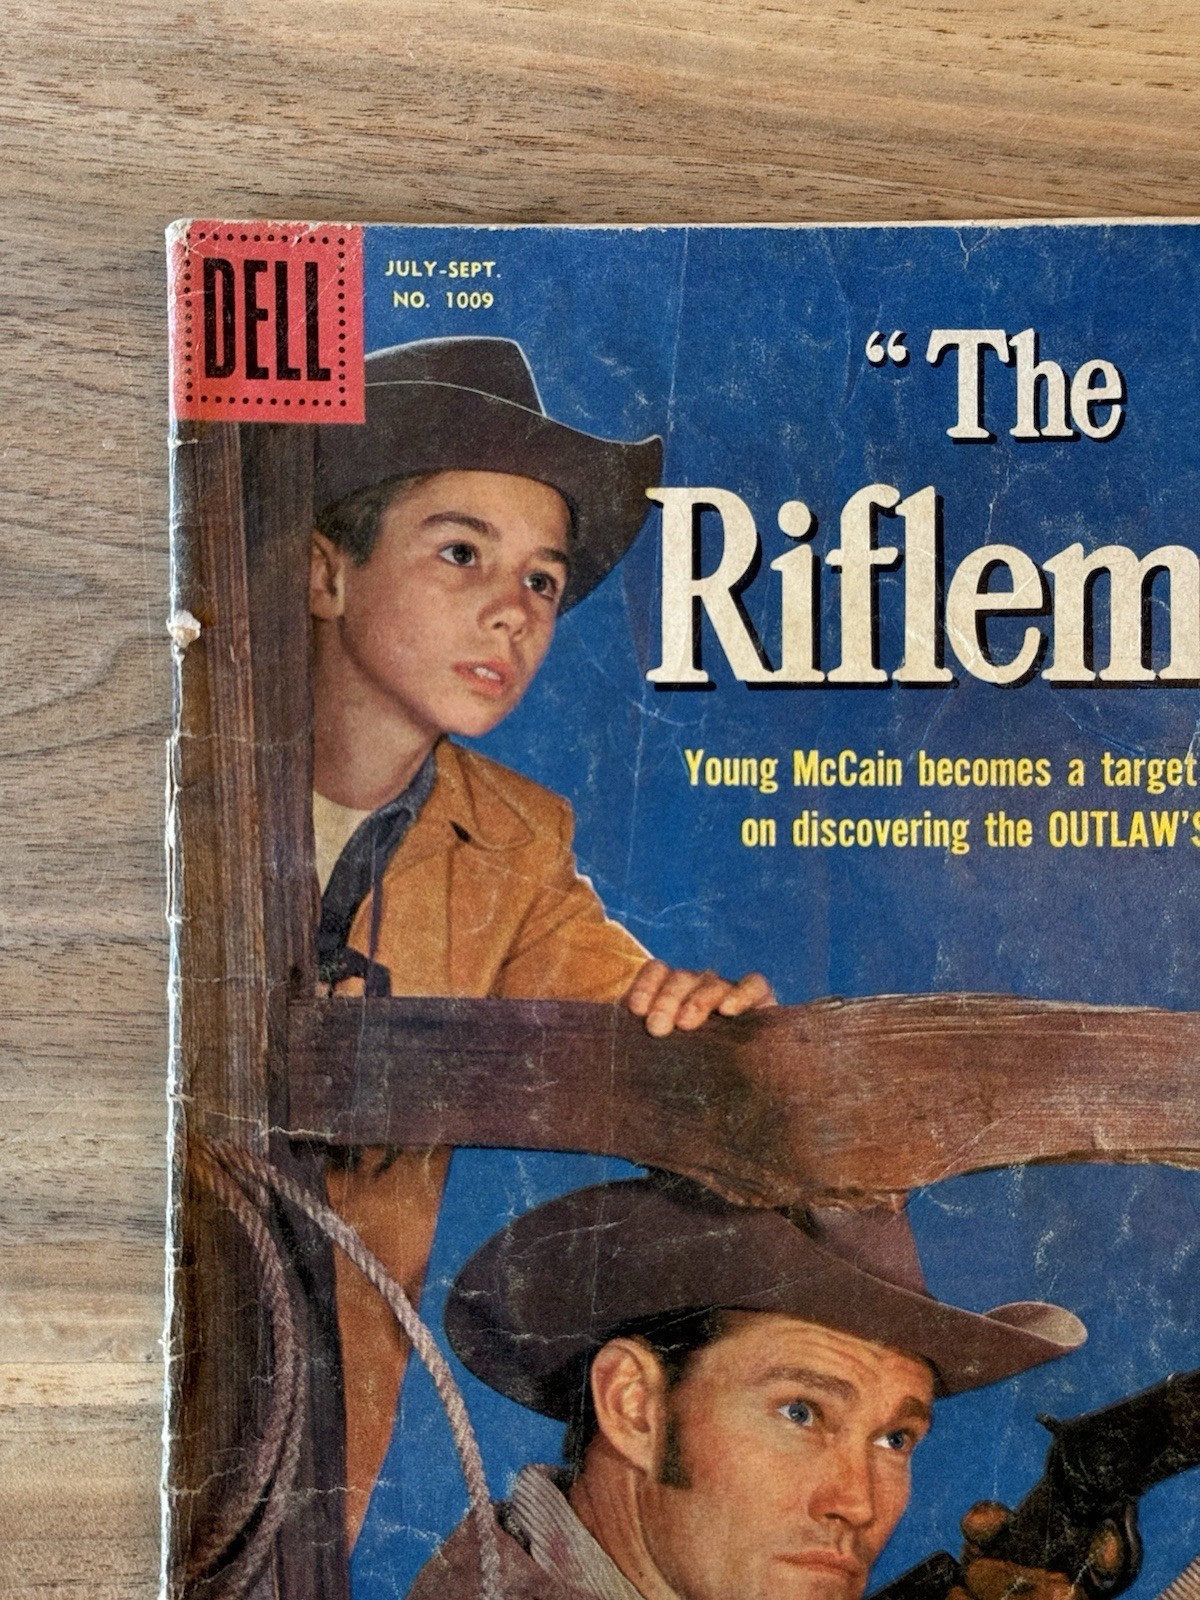 DELL
JULY-SEPT.
NO. 1009
“The
Riflem
Young McCain becomes a target
on discovering the OUTLAW'S